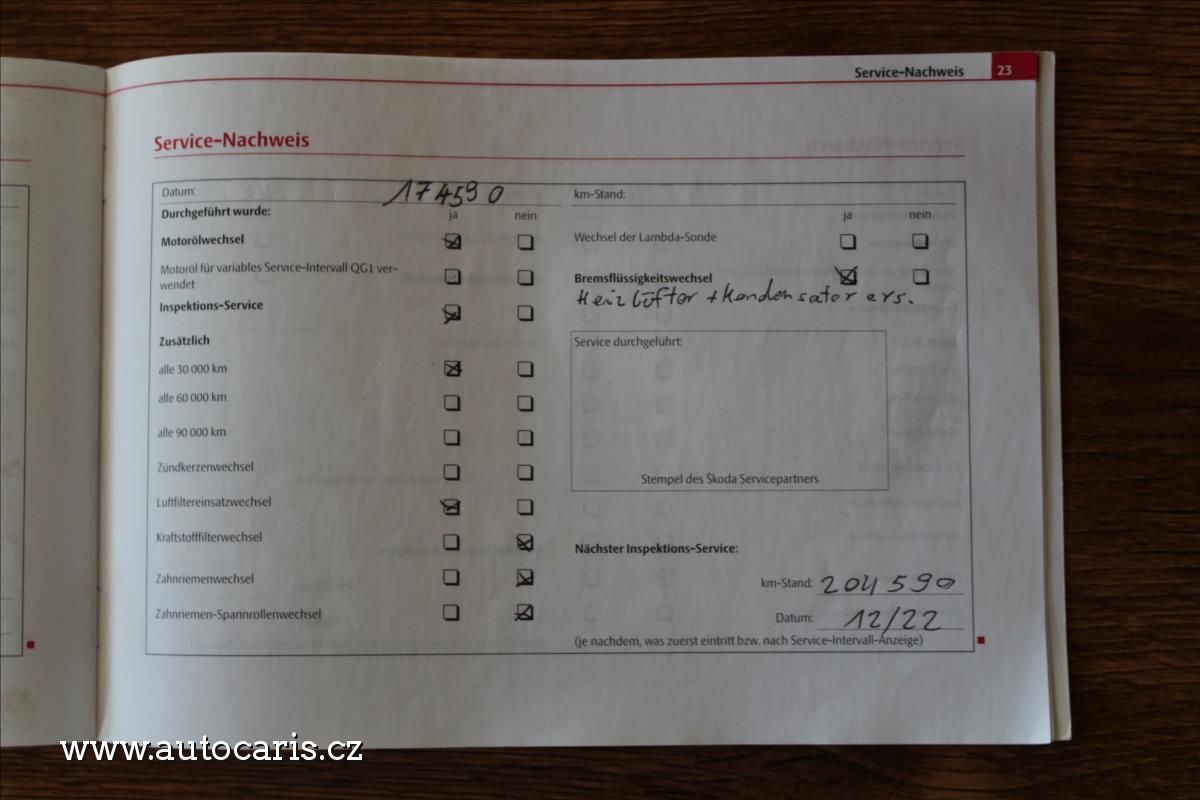 Service-Nachweis 23
Service-Nachweis
Datum: 174590
km-Stand:
Durchgeführt wurde: ja nein
Motorölwechsel
Motoröl für variables Service-Intervall QG1 ver-
wendet
Inspektions-Service
Zusätzlich
alle 30 000 km
alle 60 000 km
alle 90 000 km
Zündkerzenwechsel
Luftfiltereinsatzwechsel
Kraftstofffilterwechsel
Zahnriemenwechsel
Zahnriemen-Spannrollenwechsel
ja nein
Wechsel der Lambda-Sonde
Bremsflüssigkeitswechsel
Heizlüfter + Kondensator ers.
Service durchgeführt:
Stempel des Škoda Servicepartners
Nächster Inspektions-Service:
km-Stand: 204 590
Datum: 12/22
(je nachdem, was zuerst eintritt bzw. nach Service-Intervall-Anzeige)
www.autocaris.cz